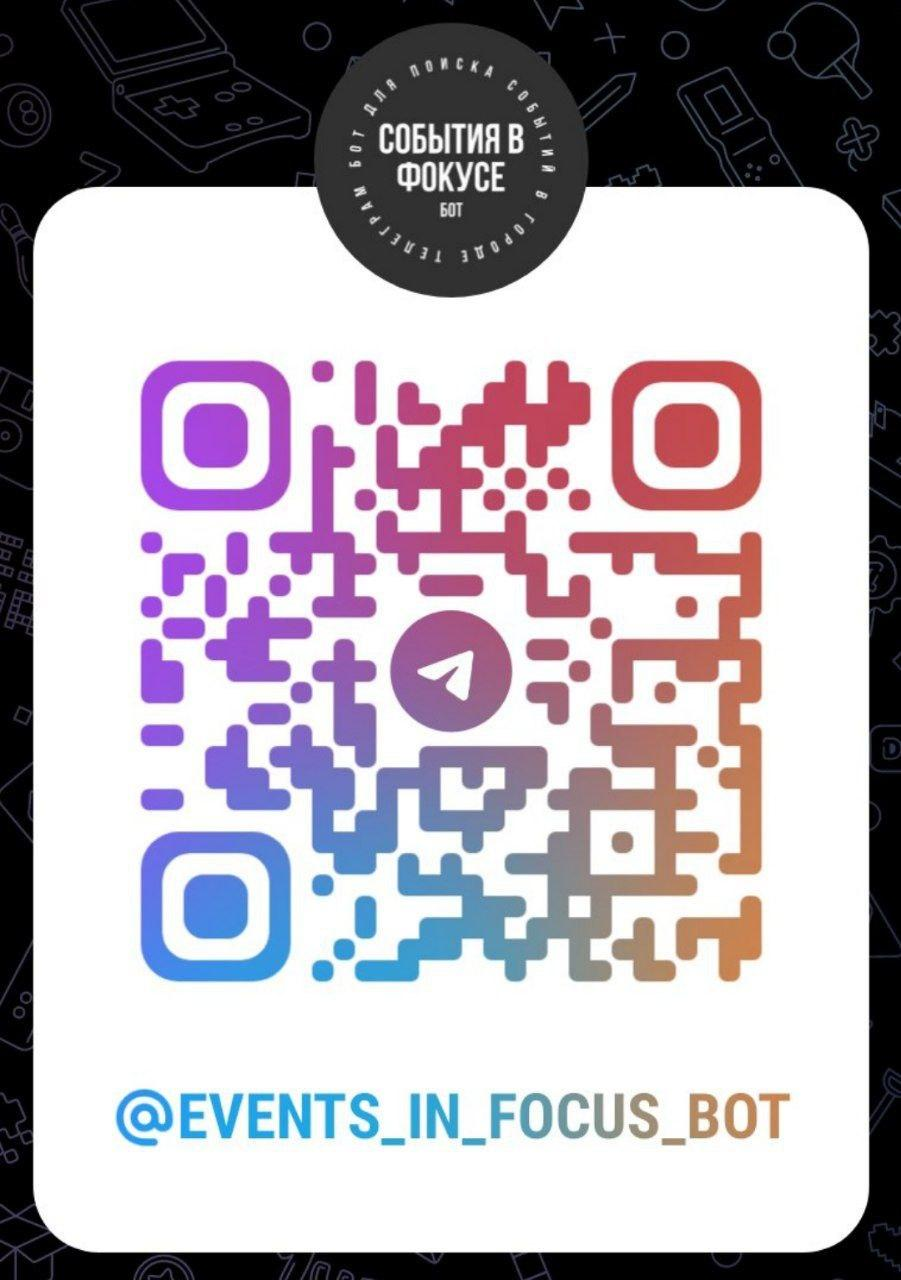 ТЕЛЕГРАМ БОТ ДЛЯ ПОИСКА СОБЫТИЙ В ГОРОДЕ
СОБЫТИЯ В
ФОКУСЕ
БОТ
@EVENTS_IN_FOCUS_BOT